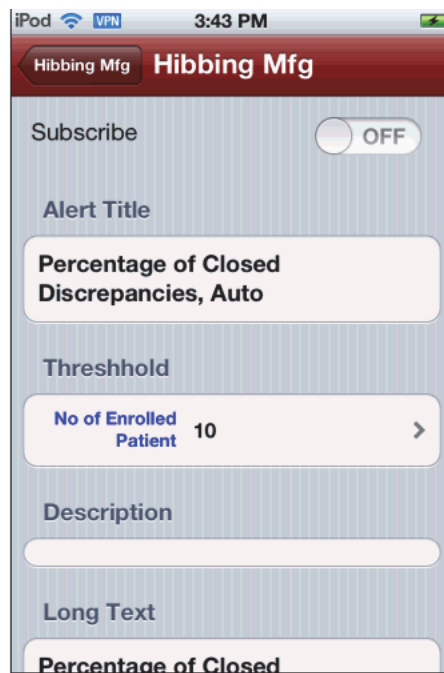 iPod VPN 3:43 PM
Hibbing Mfg Hibbing Mfg
Subscribe OFF
Alert Title
Percentage of Closed
Discrepancies, Auto
Threshhold
No of Enrolled
Patient 10
Description
Long Text
Percentage of Closed